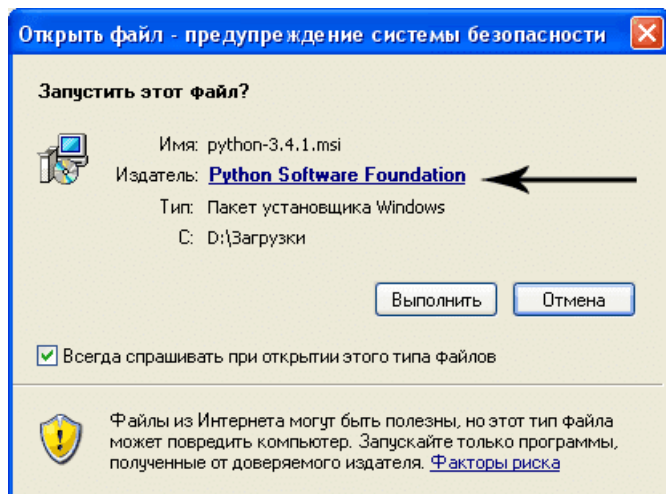 Открыть файл - предупреждение системы безопасности
Запустить этот файл?
Имя: python-3.4.1.msi
Издатель: Python Software Foundation
Тип: Пакет установщика Windows
С: D:\Загрузки
Выполнить Отмена
Всегда спрашивать при открытии этого типа файлов
Файлы из Интернета могут быть полезны, но этот тип файла
может повредить компьютер. Запускайте только программы,
полученные от доверяемого издателя. Факторы риска